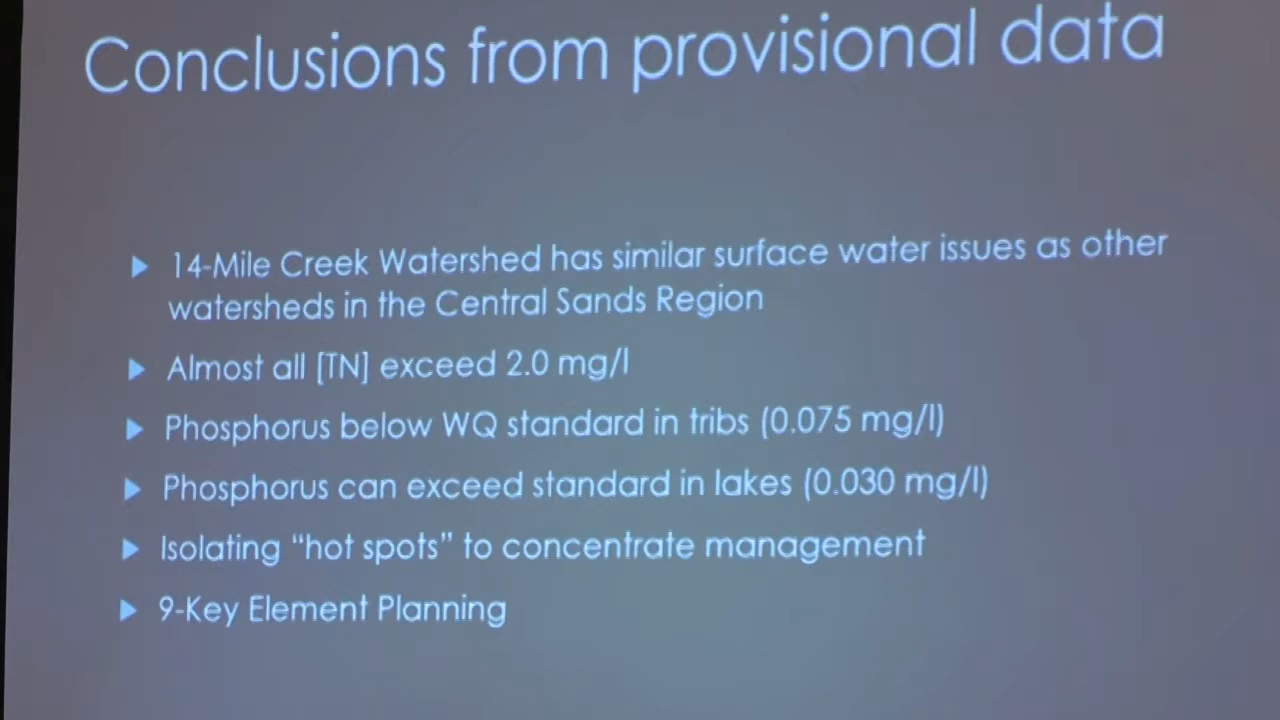 Conclusions from provisional data
14-Mile Creek Watershed has similar surface water issues as other
watersheds in the Central Sands Region
Almost all [TN] exceed 2.0 mg/l
Phosphorus below WQ standard in tribs (0.075 mg/l)
Phosphorus can exceed standard in lakes (0.030 mg/l)
Isolating “hot spots” to concentrate management
9-Key Element Planning